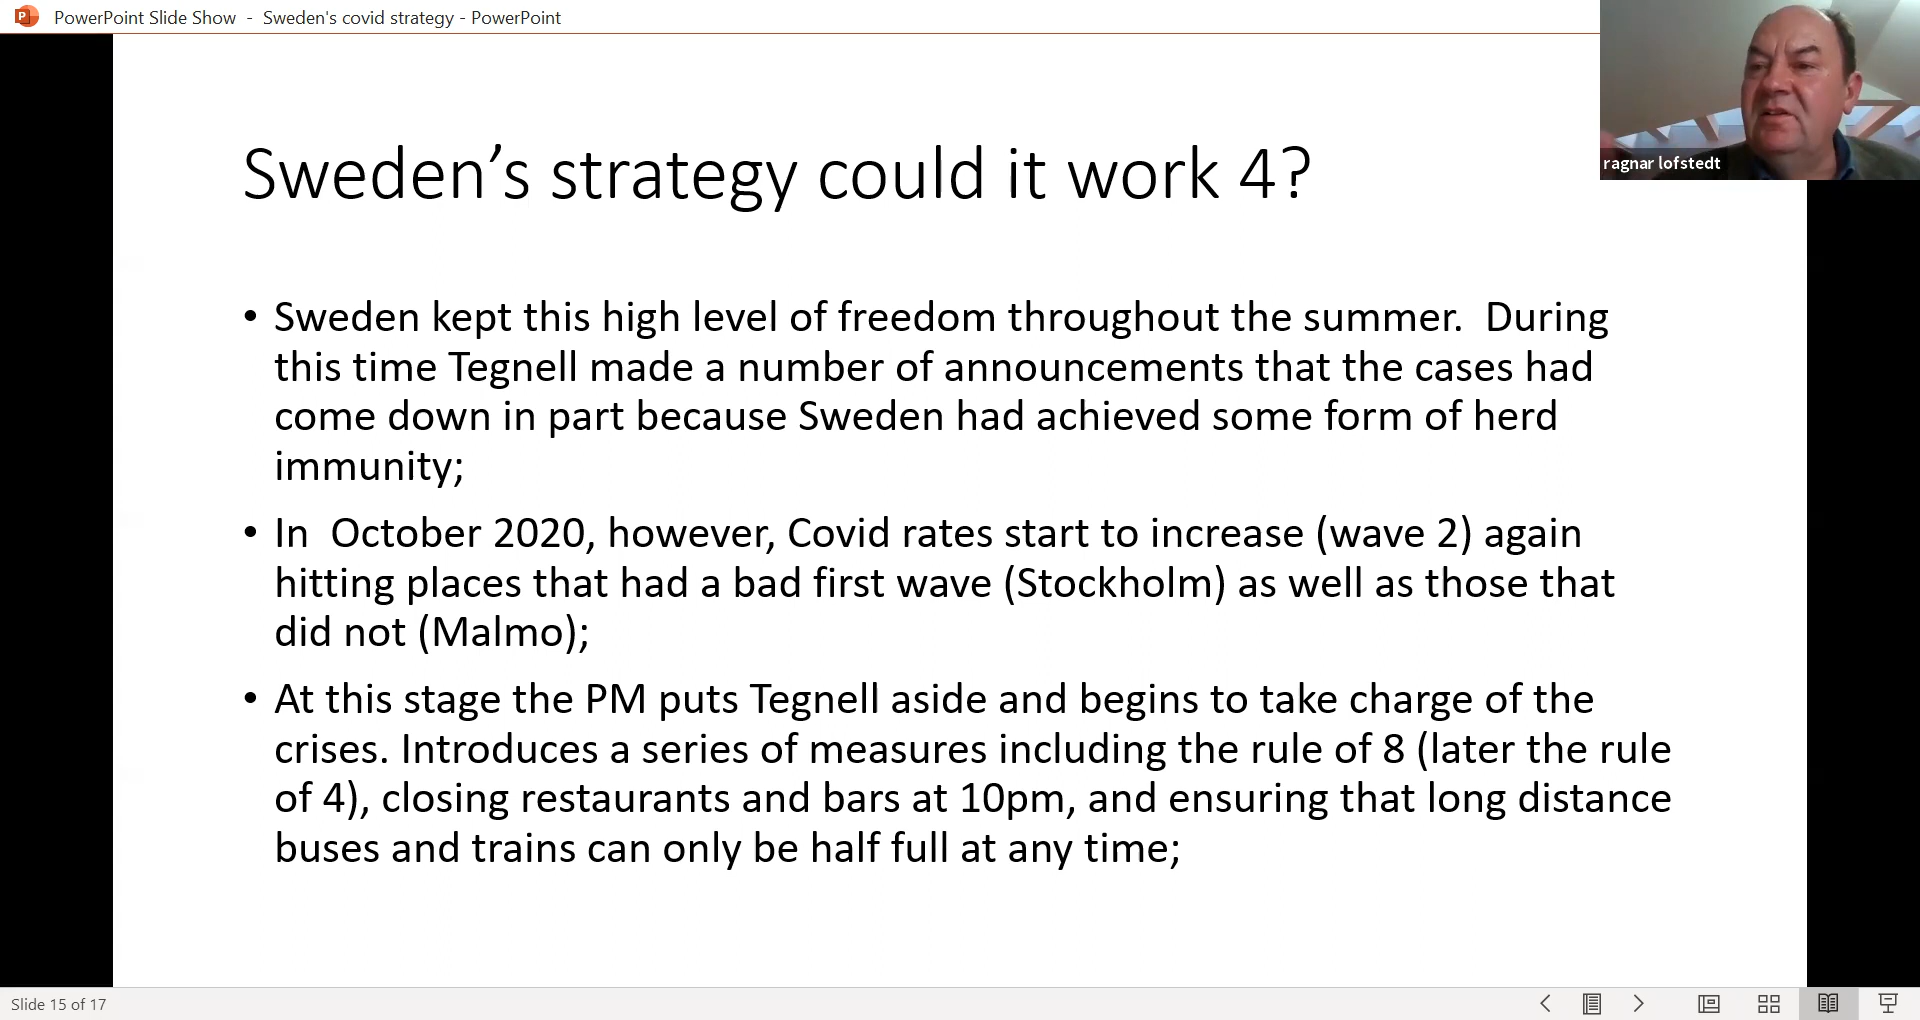 PowerPoint Slide Show - Sweden's covid strategy - PowerPoint
ragnar lofstedt
Sweden’s strategy could it work 4?
• Sweden kept this high level of freedom throughout the summer.  During
this time Tegnell made a number of announcements that the cases had
come down in part because Sweden had achieved some form of herd
immunity;
• In  October 2020, however, Covid rates start to increase (wave 2) again
hitting places that had a bad first wave (Stockholm) as well as those that
did not (Malmo);
• At this stage the PM puts Tegnell aside and begins to take charge of the
crises. Introduces a series of measures including the rule of 8 (later the rule
of 4), closing restaurants and bars at 10pm, and ensuring that long distance
buses and trains can only be half full at any time;
Slide 15 of 17